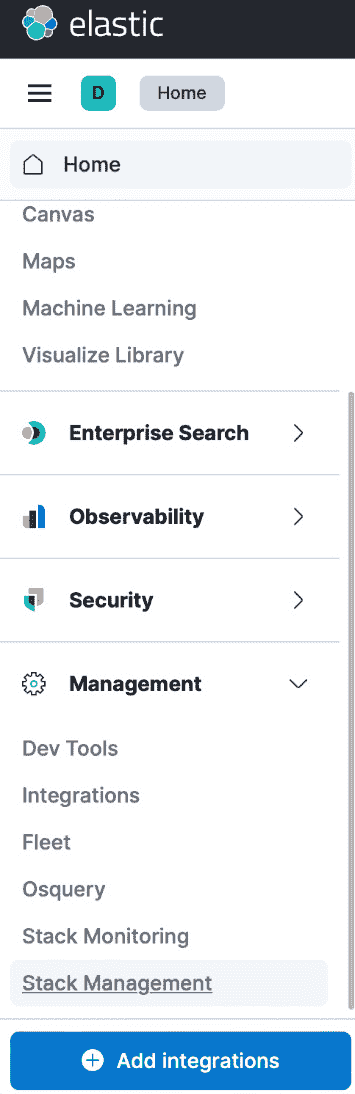 elastic
D Home
Home
Canvas
Maps
Machine Learning
Visualize Library
Enterprise Search
Observability
Security
Management
Dev Tools
Integrations
Fleet
Osquery
Stack Monitoring
Stack Management
Add integrations